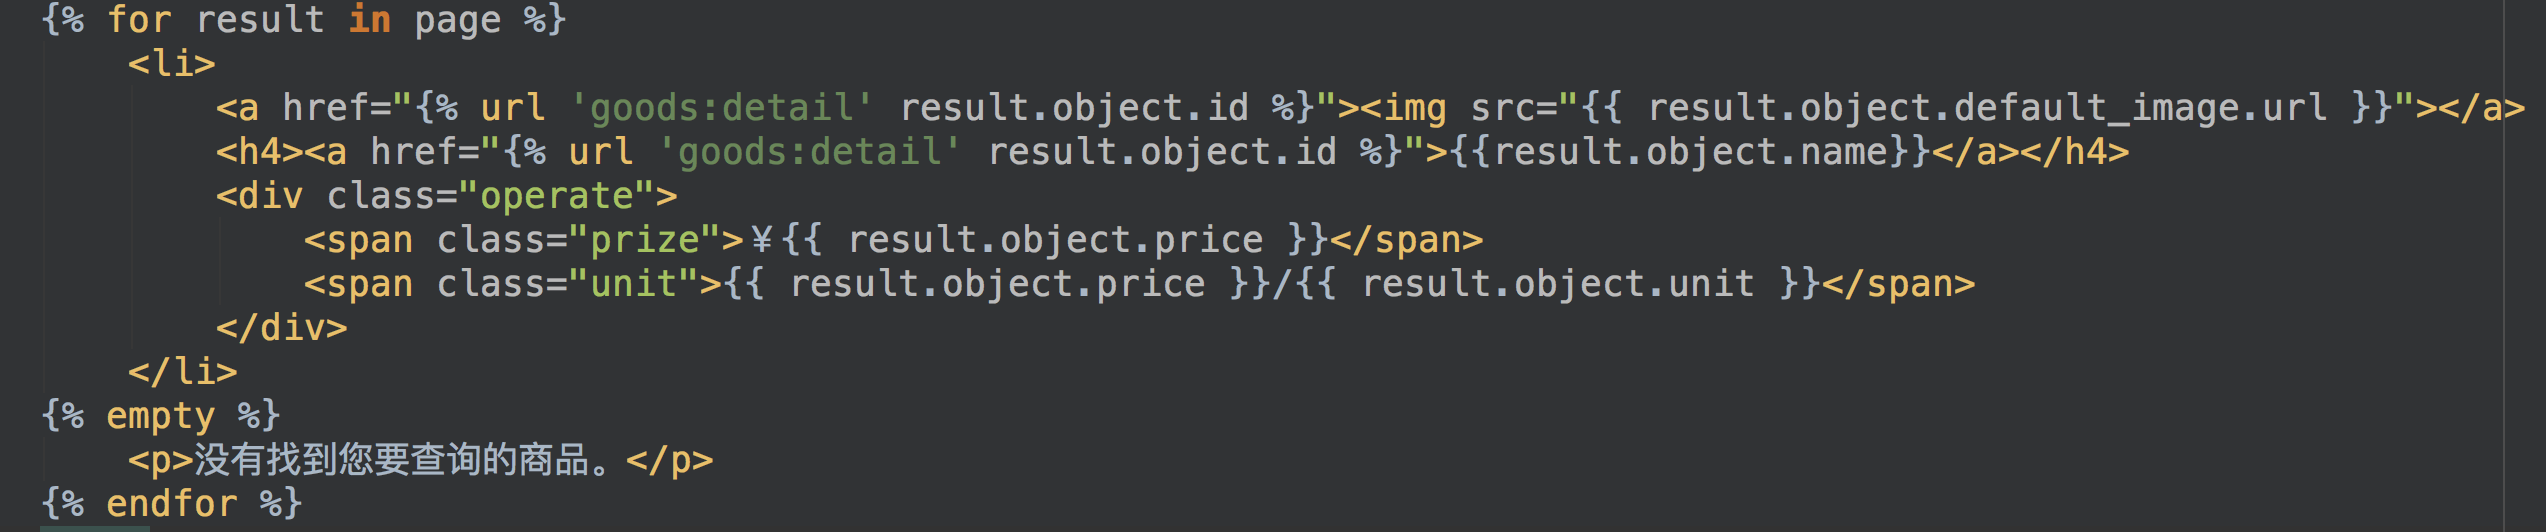 {% for result in page %}
<li>
<a href="{% url 'goods:detail' result.object.id %}"><img src="{{ result.object.default_image.url }}"></a>
<h4><a href="{% url 'goods:detail' result.object.id %}">{{result.object.name}}</a></h4>
<div class="operate">
<span class="prize">¥{{ result.object.price }}</span>
<span class="unit">{{ result.object.price }}/{{ result.object.unit }}</span>
</div>
</li>
{% empty %}
<p>没有找到您要查询的商品。</p>
{% endfor %}